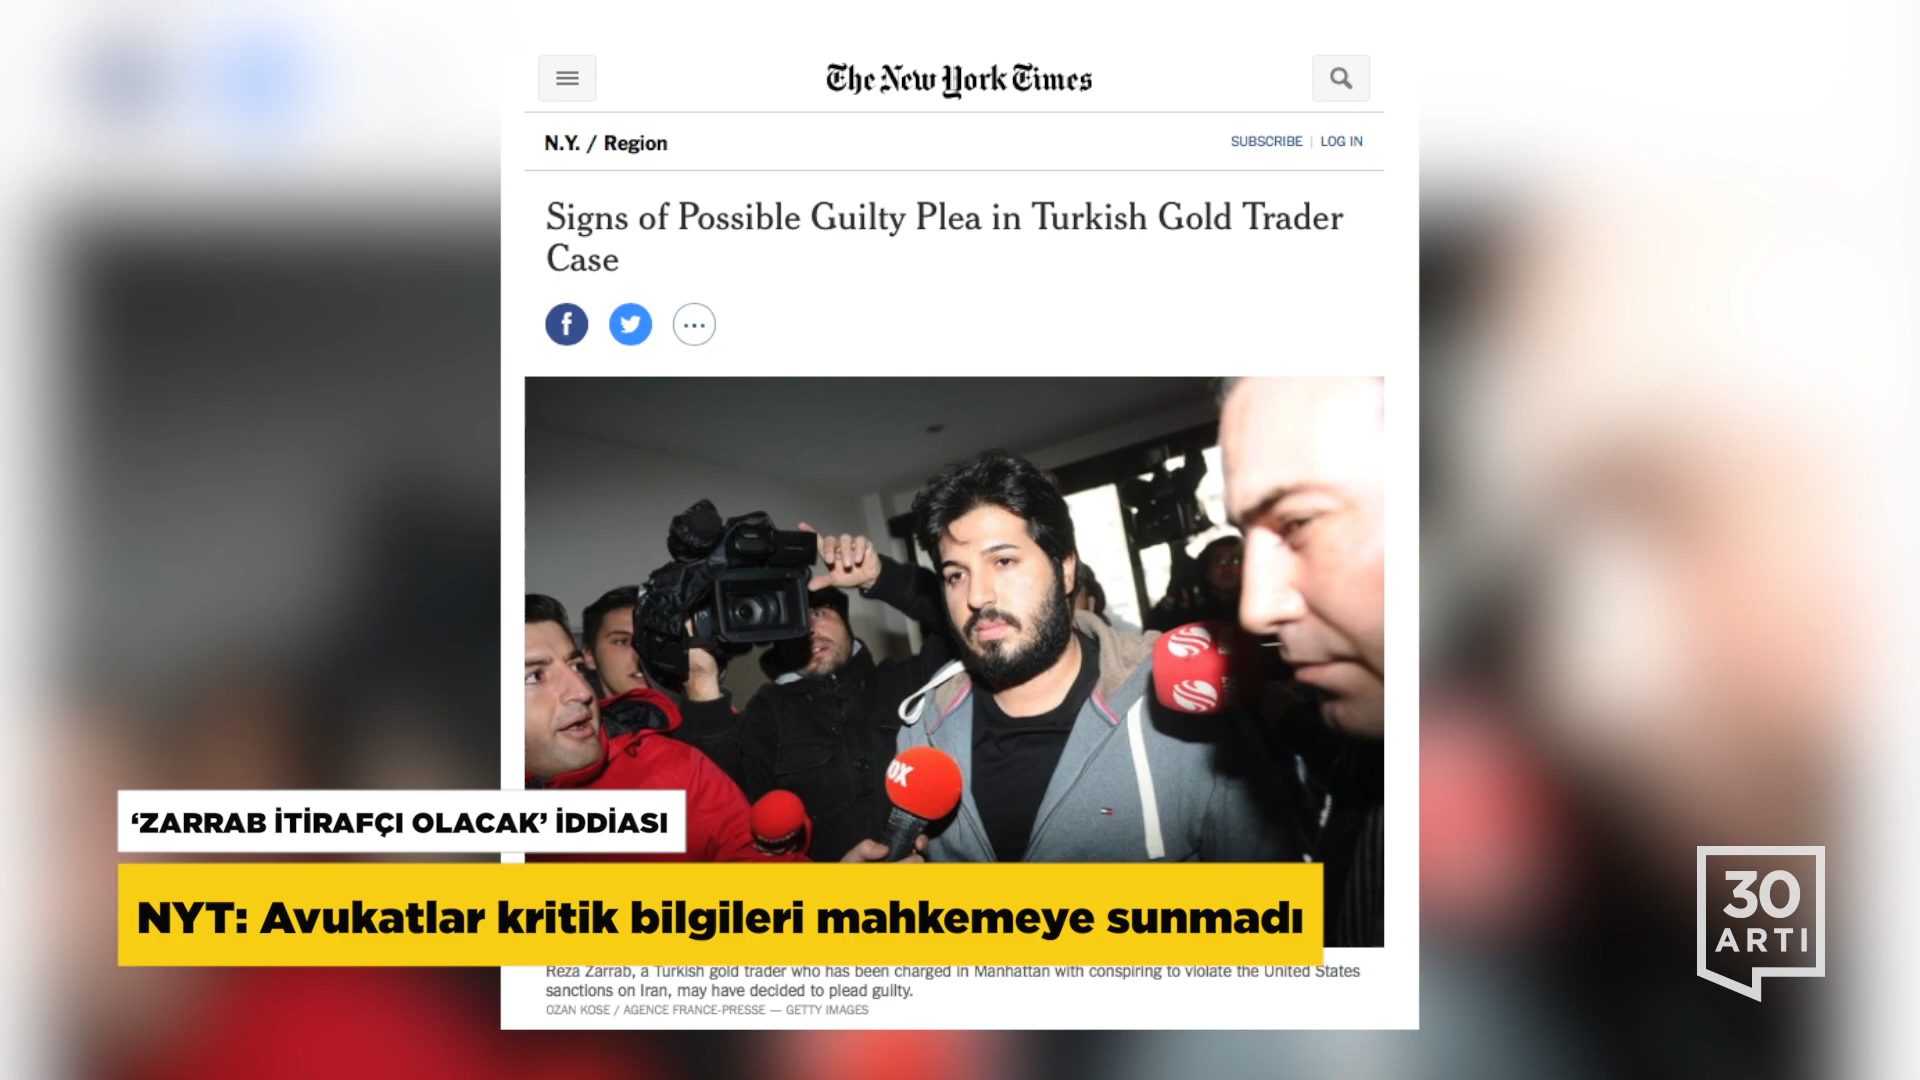 The New York Times
N.Y. / Region
SUBSCRIBE | LOG IN
Signs of Possible Guilty Plea in Turkish Gold Trader
Case
OX
‘ZARRAB İTİRAFÇI OLACAK’ İDDİASI
NYT: Avukatlar kritik bilgileri mahkemeye sunmadı
Reza Zarrab, a Turkish gold trader who has been charged in Manhattan with conspiring to violate the United States
sanctions on Iran, may have decided to plead guilty.
OZAN KOSE / AGENCE FRANCE-PRESSE — GETTY IMAGES
30
ARTI